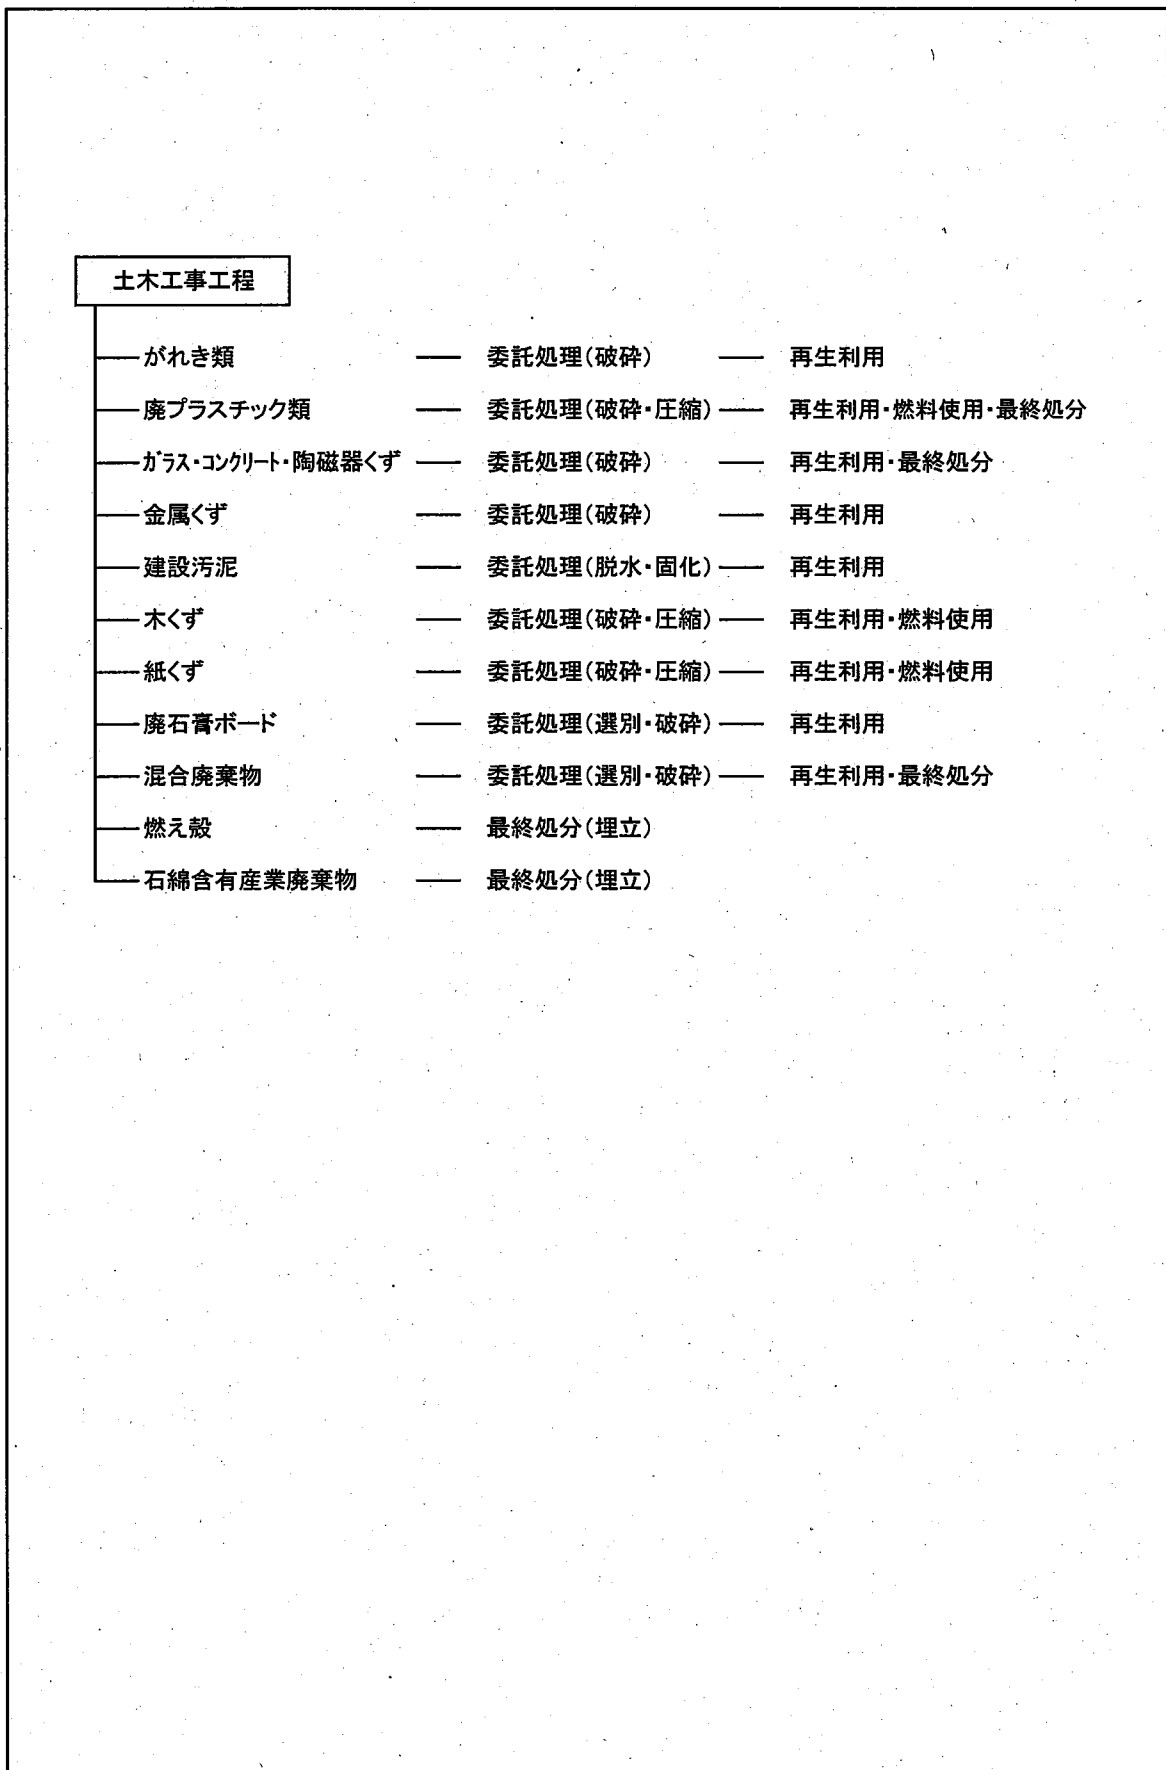 土木工事工程
がれき類 委託処理(破砕) 再生利用
廃プラスチック類 委託処理(破砕・圧縮) 再生利用・燃料使用・最終処分
ガラス・コンクリート・陶磁器くず 委託処理(破砕) 再生利用・最終処分
金属くず 委託処理(破砕) 再生利用
建設汚泥 委託処理(脱水・固化) 再生利用
木くず 委託処理(破砕・圧縮) 再生利用・燃料使用
紙くず 委託処理(破砕・圧縮) 再生利用・燃料使用
廃石膏ボード 委託処理(選別・破砕) 再生利用
混合廃棄物 委託処理(選別・破砕) 再生利用・最終処分
燃え殻 最終処分(埋立)
石綿含有産業廃棄物 最終処分(埋立)